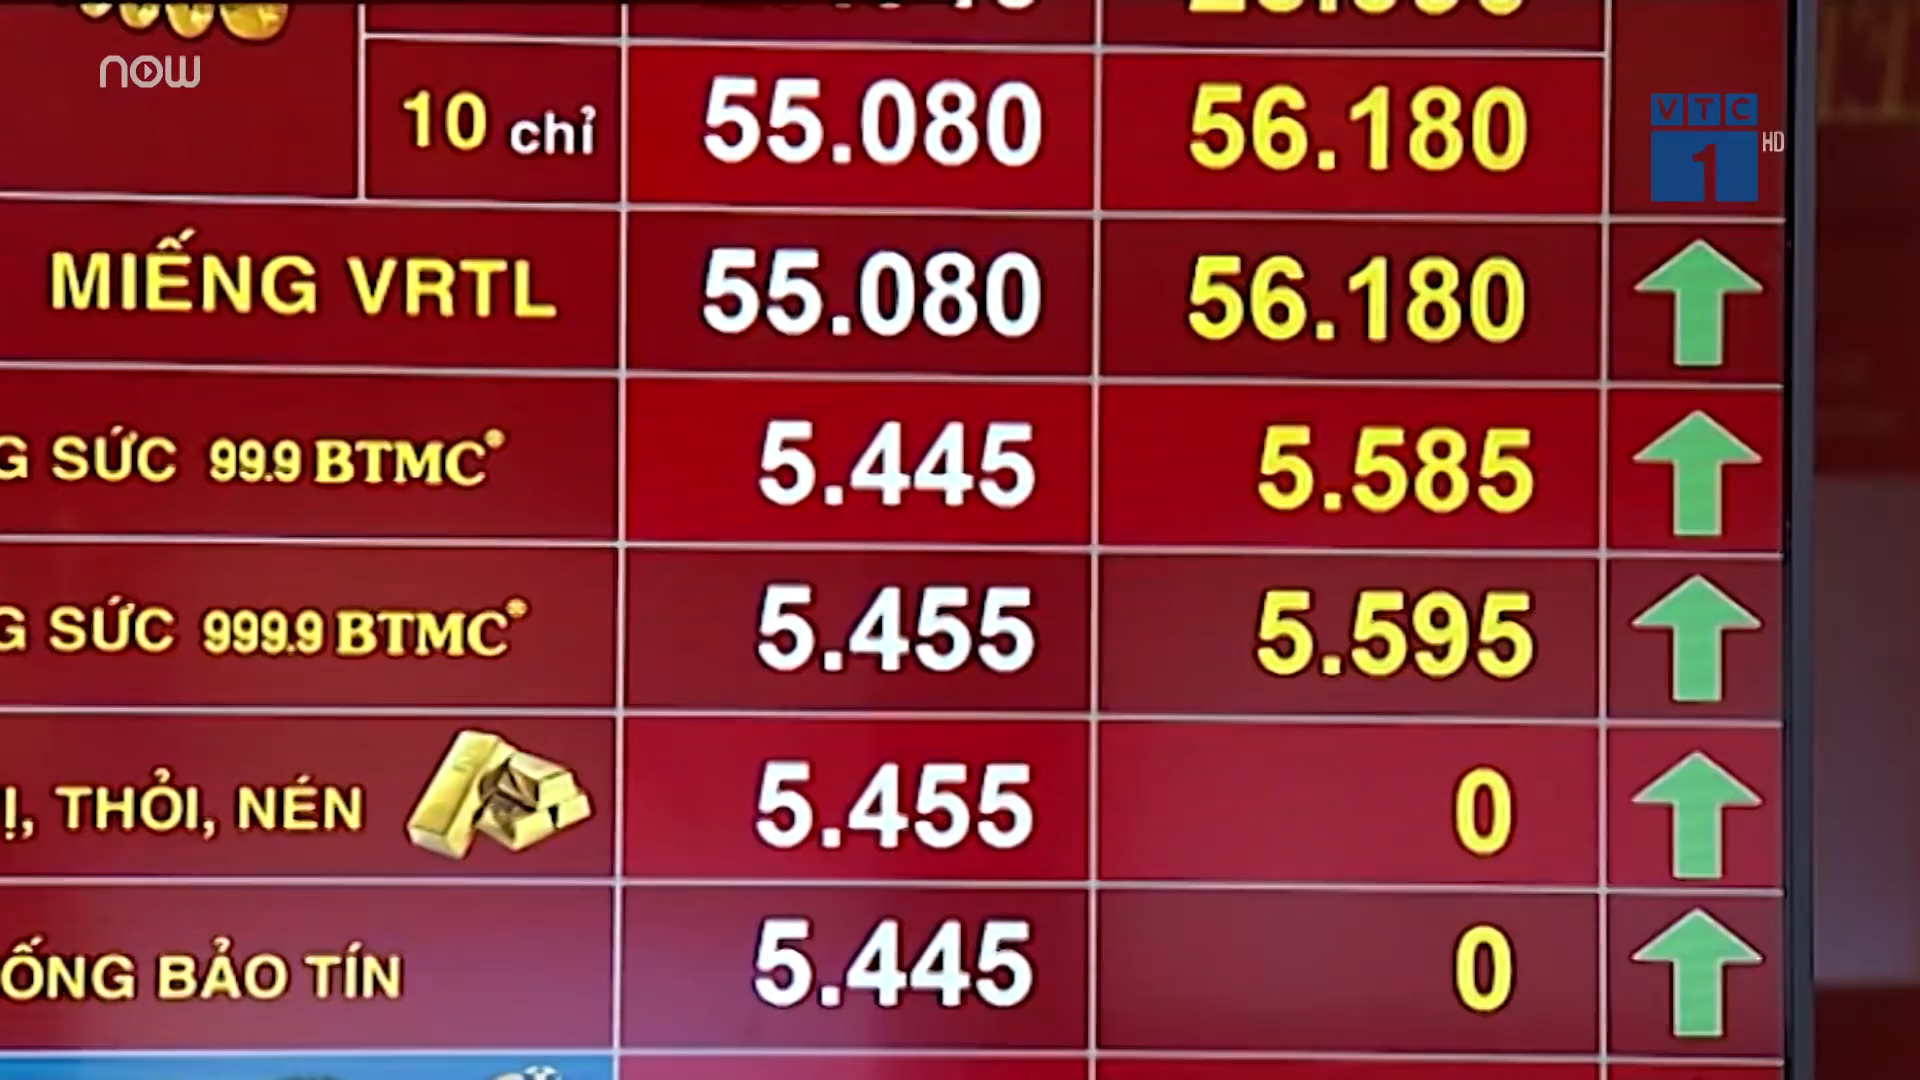 now
VTC
1 HD
10 chỉ 55.080 56.180
MIẾNG VRTL 55.080 56.180
G SỨC 99.9 BTMC® 5.445 5.585
G SỨC 999.9 BTMC® 5.455 5.595
Ị, THỎI, NÉN 5.455 0
ỐNG BẢO TÍN 5.445 0